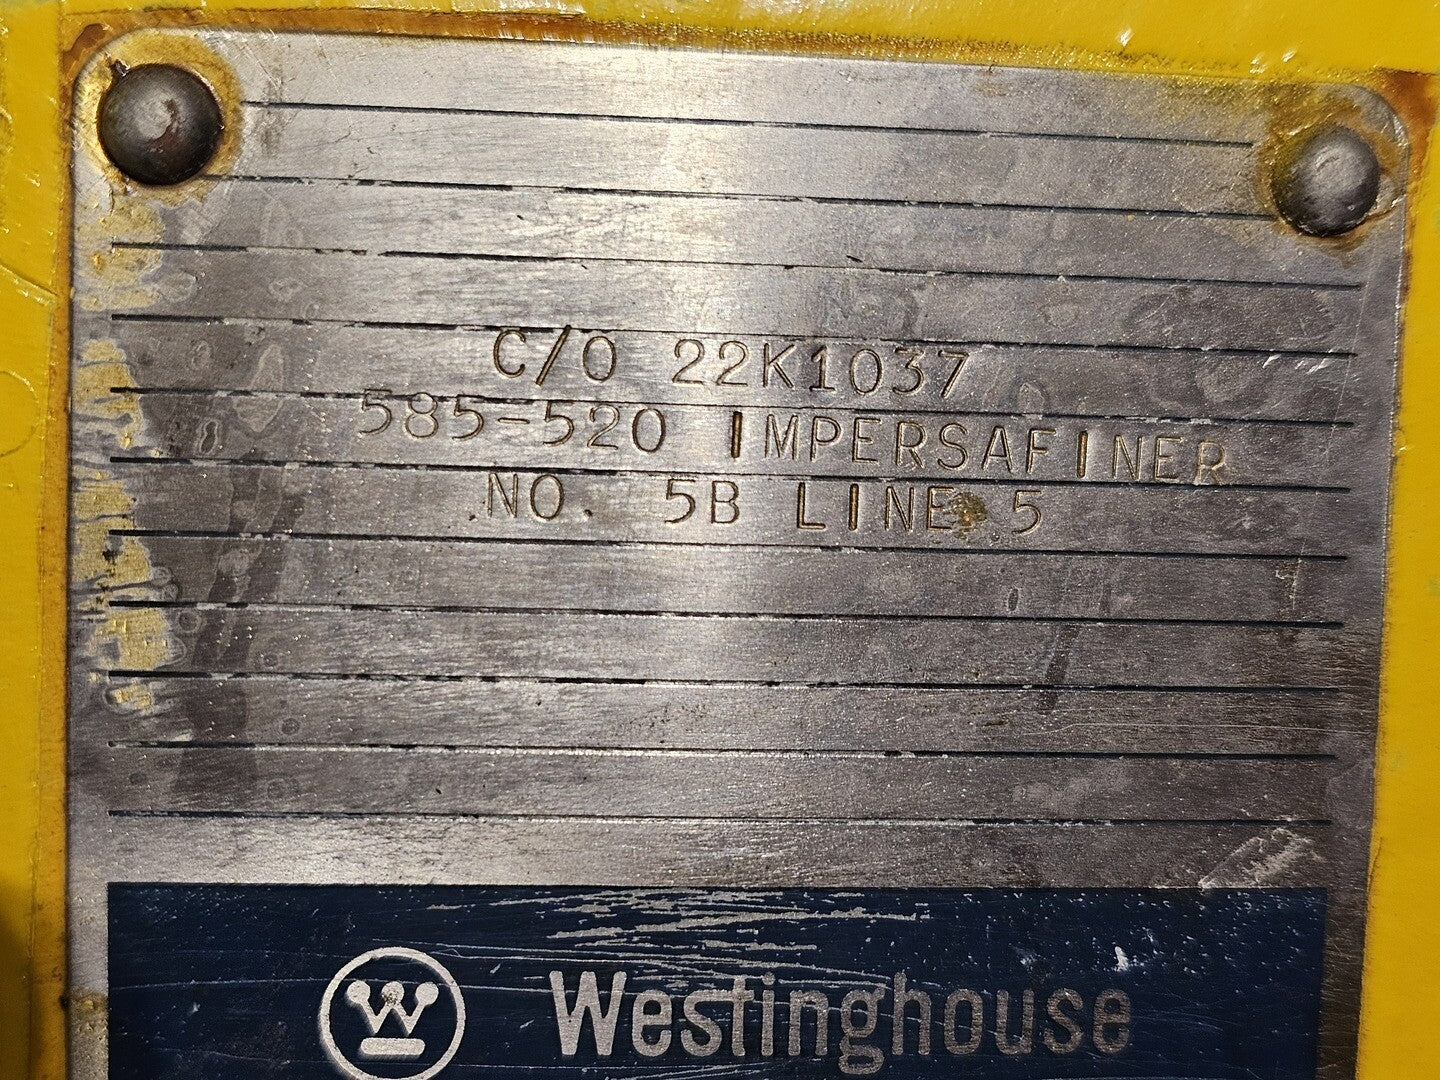 C/O 22K1037
585-520 IMPERSAFINER
NO. 5B LINE 5
Westinghouse